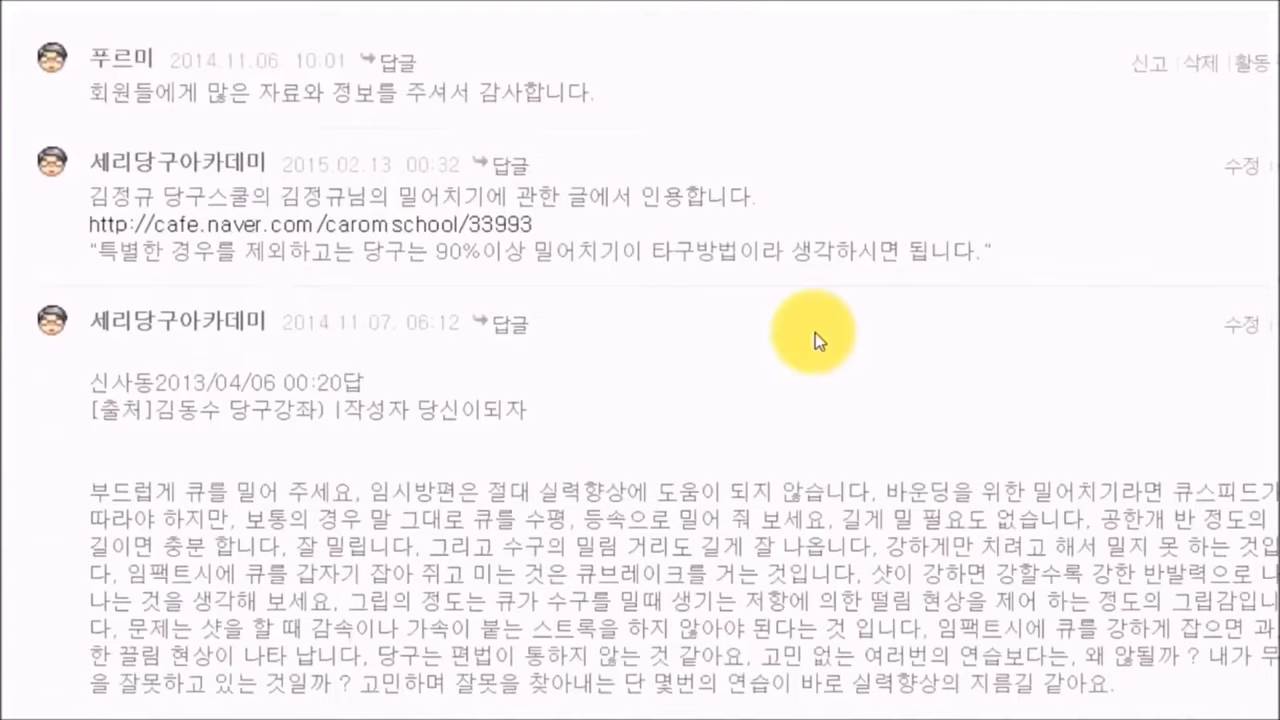 푸르미 2014.11.06. 10:01 답글 신고 삭제 활동
회원들에게 많은 자료와 정보를 주셔서 감사합니다.
세리당구아카데미 2015.02.13. 00:32 답글 수정
김정규 당구스쿨의 김정규님의 밀어치기에 관한 글에서 인용합니다.
http://cafe.naver.com/caromschool/33993
"특별한 경우를 제외하고는 당구는 90%이상 밀어치기이 타구방법이라 생각하시면 됩니다."
세리당구아카데미 2014.11.07. 06:12 답글 수정
신사동2013/04/06 00:20답
[출처]김동수 당구강좌) |작성자 당신이되자
부드럽게 큐를 밀어 주세요, 임시방편은 절대 실력향상에 도움이 되지 않습니다, 바운딩을 위한 밀어치기라면 큐스피드가
따라야 하지만, 보통의 경우 말 그대로 큐를 수평, 등속으로 밀어 줘 보세요, 길게 밀 필요도 없습니다, 공한개 반 정도의
길이면 충분 합니다, 잘 밀립니다, 그리고 수구의 밀림 거리도 길게 잘 나옵니다, 강하게만 치려고 해서 밀지 못 하는 것입
다, 임팩트시에 큐를 갑자기 잡아 쥐고 미는 것은 큐브레이크를 거는 것입니다, 샷이 강하면 강할수록 강한 반발력으로
나는 것을 생각해 보세요, 그립의 정도는 큐가 수구를 밀때 생기는 저항에 의한 떨림 현상을 제어 하는 정도의 그립감입니
다, 문제는 샷을 할 때 감속이나 가속이 붙는 스트록을 하지 않아야 된다는 것 입니다, 임팩트시에 큐를 강하게 잡으면 과
한 끌림 현상이 나타 납니다, 당구는 편법이 통하지 않는 것 같아요, 고민 없는 여러번의 연습보다는, 왜 않될까 ? 내가 무
을 잘못하고 있는 것일까 ? 고민하며 잘못을 찾아내는 단 몇번의 연습이 바로 실력향상의 지름길 같아요.